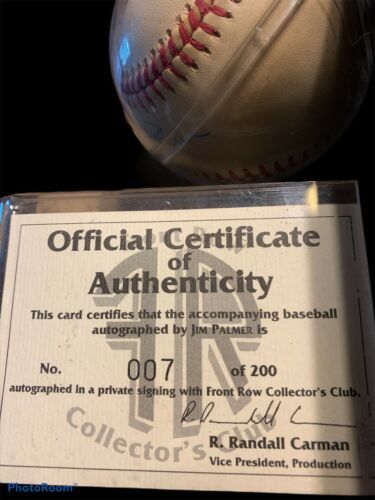 Official Certificate
of
Authenticity
This card certifies that the accompanying baseball
autographed by JIM PALMER is
No. 007 of 200
autographed in a private signing with Front Row Collector's Club.
R. Randall Carman
Vice President, Production
Collector's Club
PhotoRoom